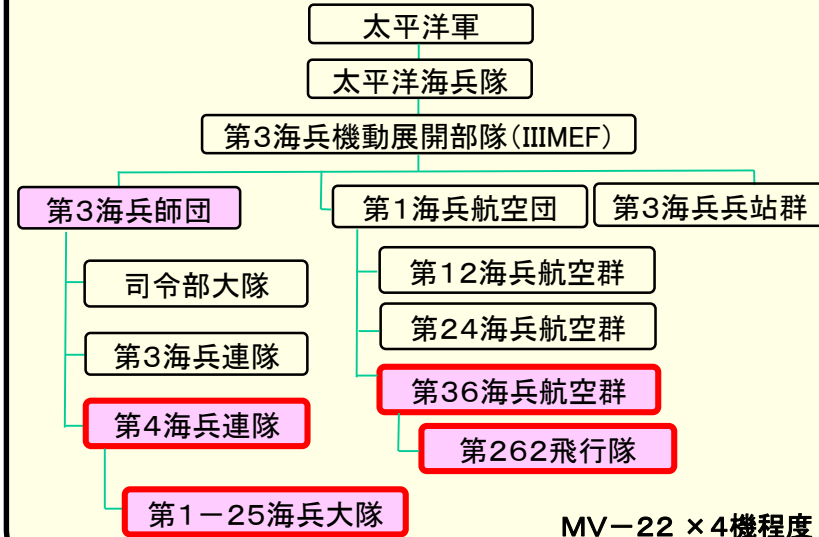 太平洋軍
太平洋海兵隊
第3海兵機動展開部隊(IIIMEF)
第3海兵師団
第1海兵航空団
第3海兵兵站群
司令部大隊
第12海兵航空群
第24海兵航空群
第3海兵連隊
第36海兵航空群
第4海兵連隊
第262飛行隊
第1－25海兵大隊
MV－22 ×4機程度